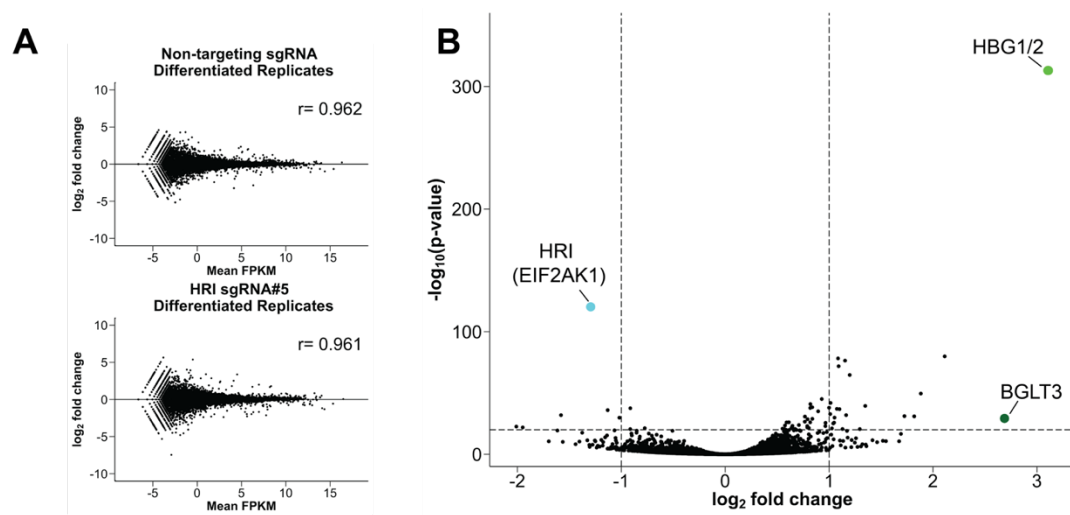 A
Non-targeting sgRNA
Differentiated Replicates
r= 0.962
10
5
0
-5
-10
log2 fold change
-5 0 5 10 15
Mean FPKM
HRI sgRNA#5
Differentiated Replicates
r= 0.961
10
5
0
-5
-10
log2 fold change
-5 0 5 10 15
Mean FPKM
B
HBG1/2
300
200
HRI
(EIF2AK1)
100
BGLT3
0
-log10(p-value)
-2 -1 0 1 2 3
log2 fold change